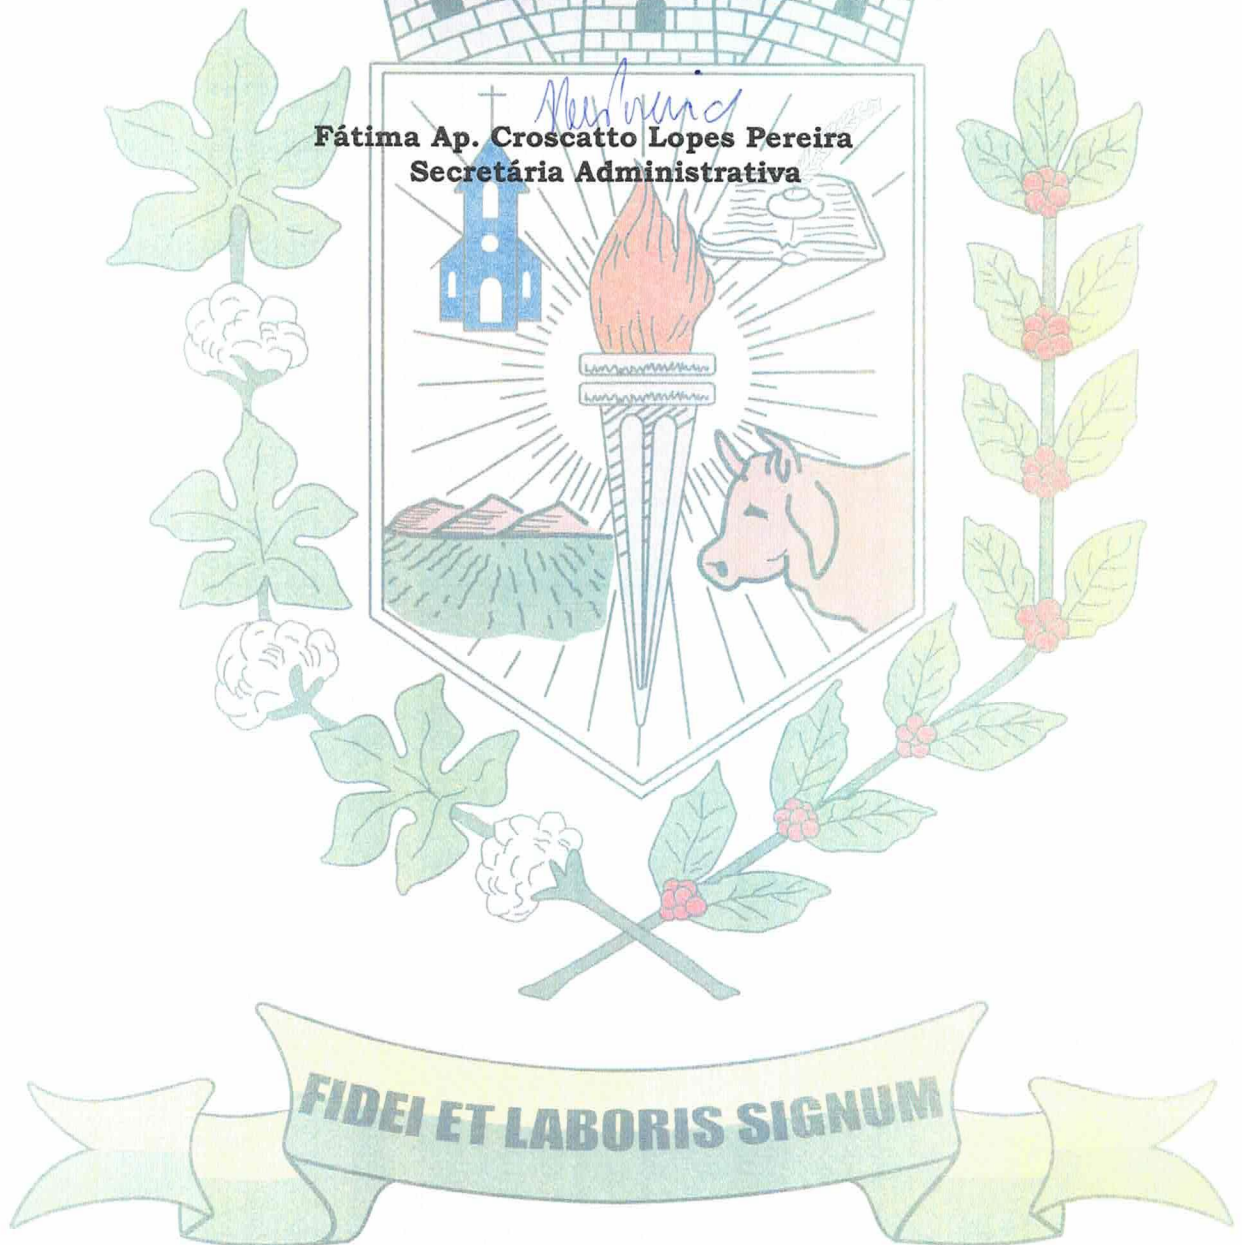 Fátima Ap. Croscatto Lopes Pereira
Secretária Administrativa
FIDEI ET LABORIS SIGNUM